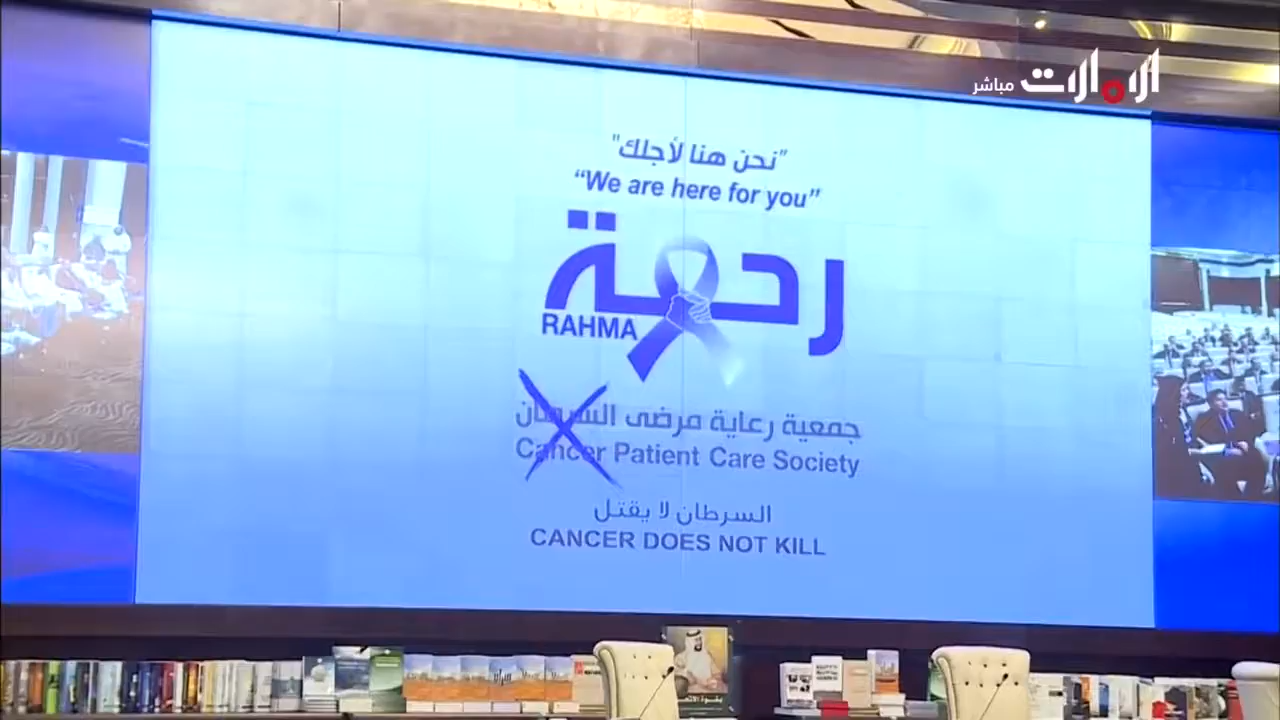 الإمارات مباشر
"نحن هنا لأجلك"
“We are here for you”
رحمة
RAHMA
جمعية رعاية مرضى السرطان
Cancer Patient Care Society
السرطان لا يقتل
CANCER DOES NOT KILL